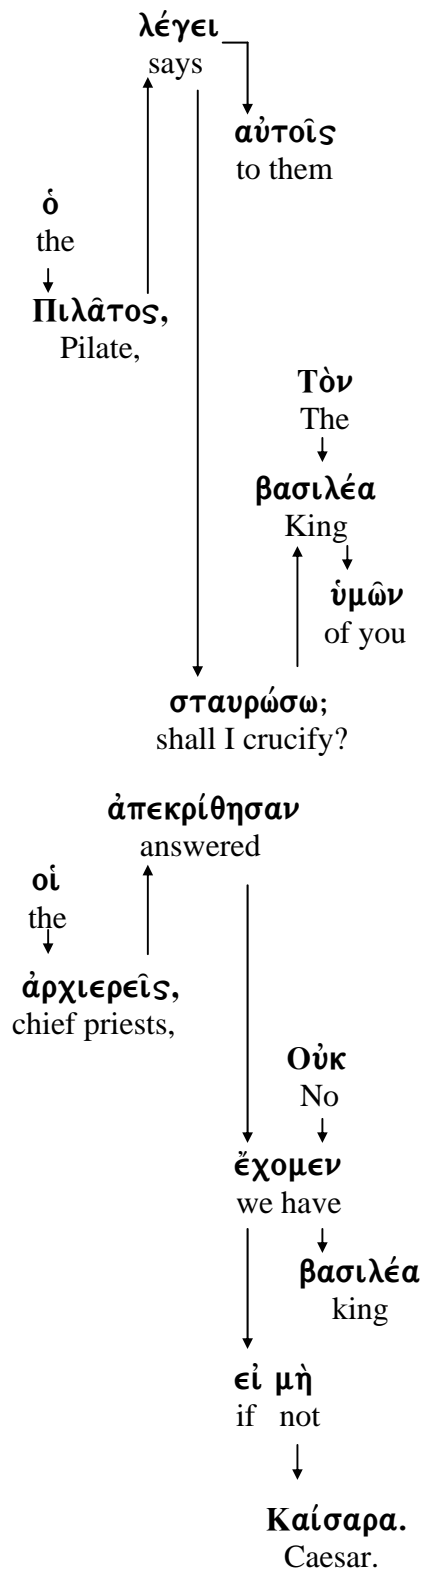 λέγει
says
αὐτοῖς
to them
ὁ
the
Πιλᾶτος,
Pilate,
Τὸν
The
βασιλέα
King
ὑμῶν
of you
σταυρώσω;
shall I crucify?
ἀπεκρίθησαν
answered
οἱ
the
ἀρχιερεῖς,
chief priests,
Οὐκ
No
ἔχομεν
we have
βασιλέα
king
εἰ μὴ
if not
Καίσαρα.
Caesar.